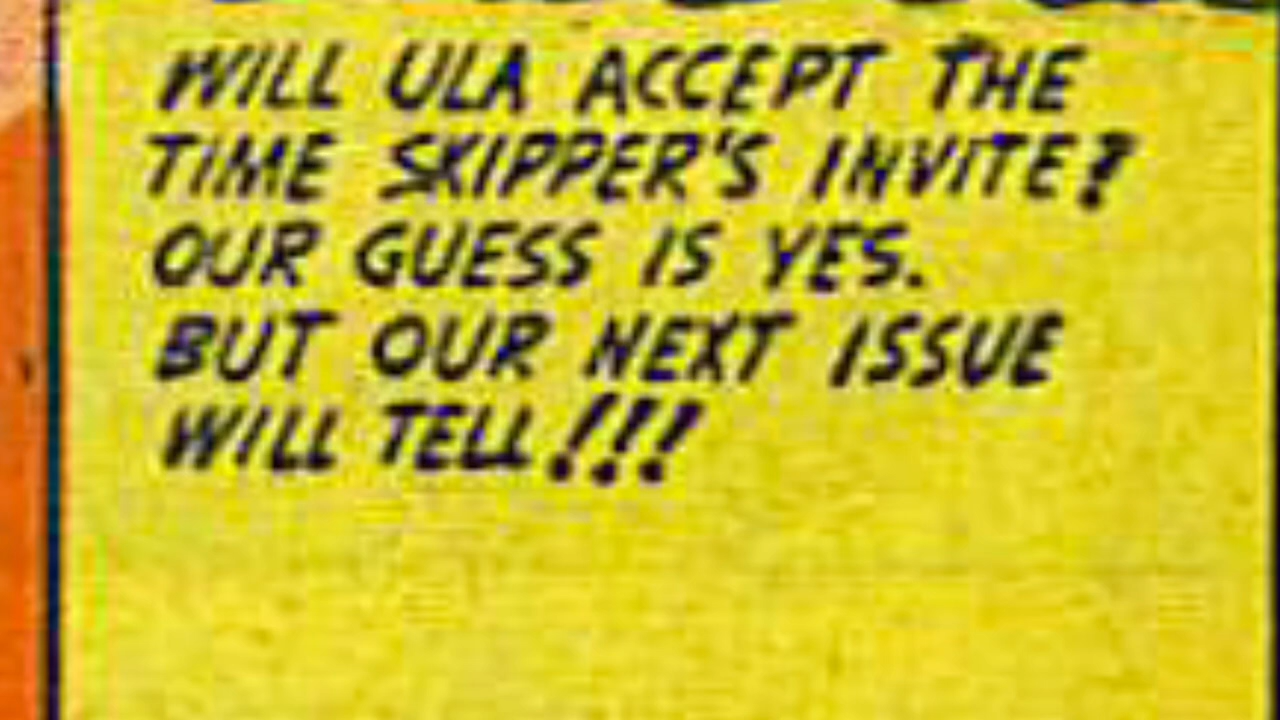 WILL ULA ACCEPT THE
TIME SKIPPER'S INVITE?
OUR GUESS IS YES.
BUT OUR NEXT ISSUE
WILL TELL!!!